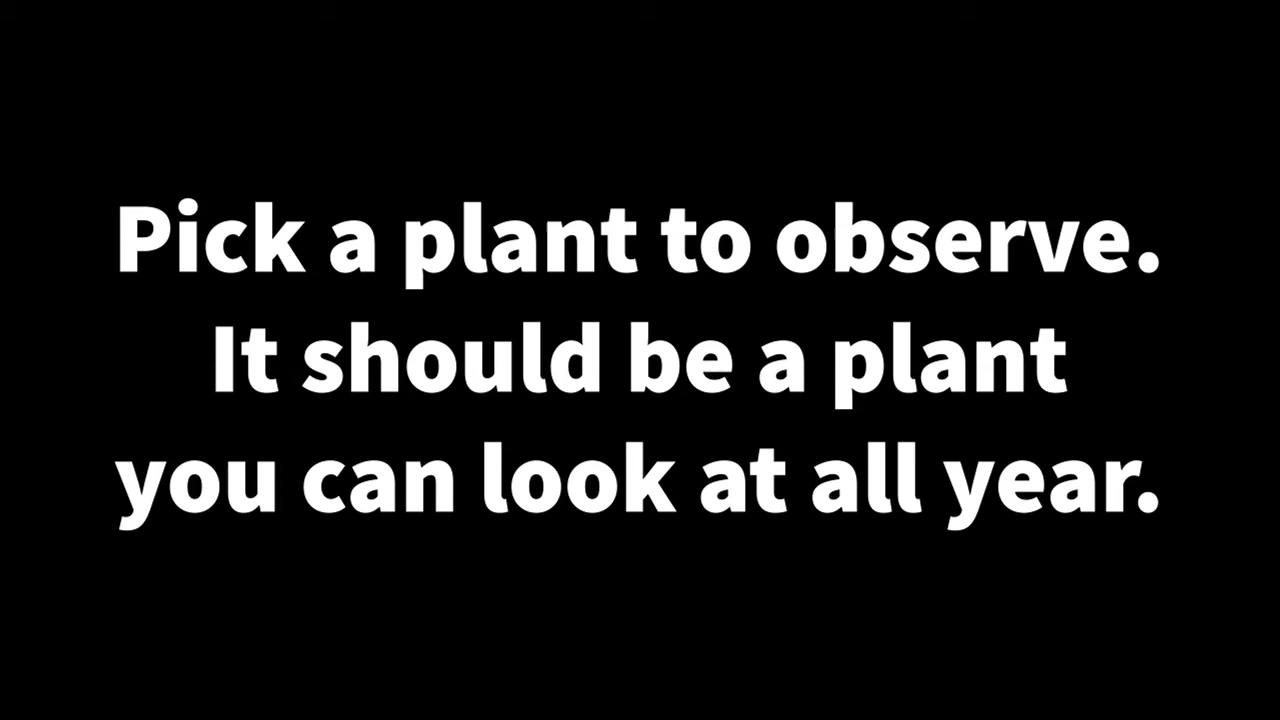 Pick a plant to observe.
It should be a plant
you can look at all year.